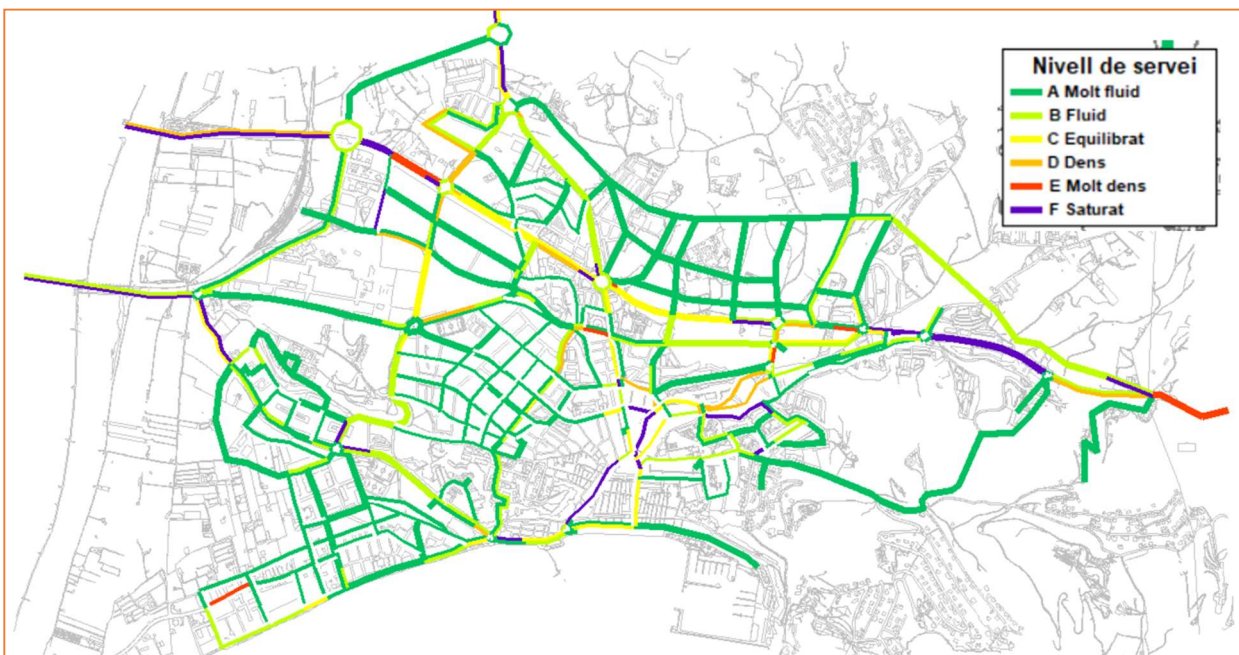 Nivell de servei
A Molt fluid
B Fluid
C Equilibrat
D Dens
E Molt dens
F Saturat